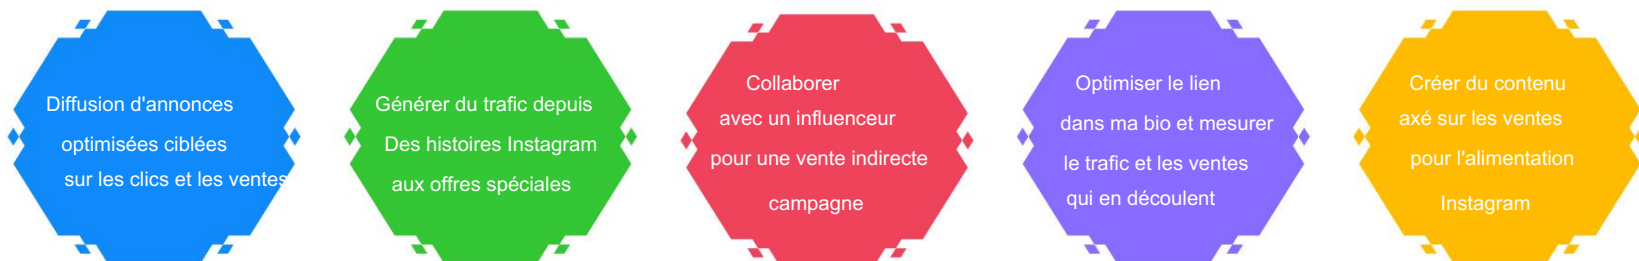 Diffusion d'annonces
optimisées ciblées
sur les clics et les ventes
Générer du trafic depuis
Des histoires Instagram
aux offres spéciales
Collaborer
avec un influenceur
pour une vente indirecte
campagne
Optimiser le lien
dans ma bio et mesurer
le trafic et les ventes
qui en découlent
Créer du contenu
axé sur les ventes
pour l'alimentation
Instagram